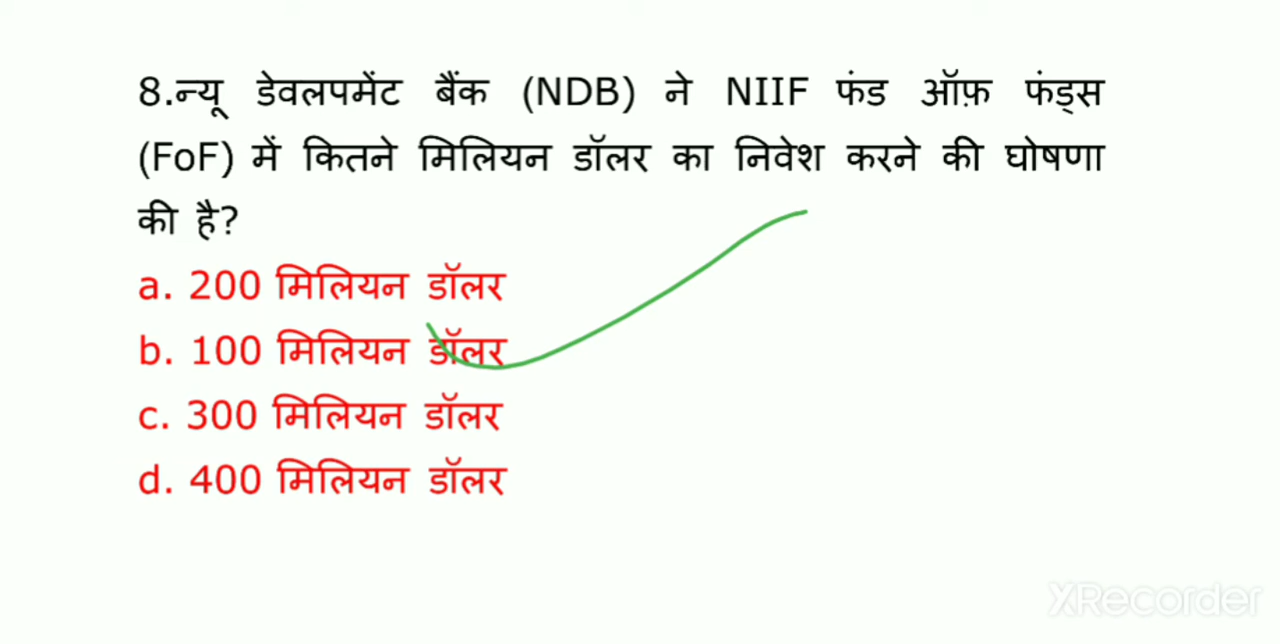 8.न्यू डेवलपमेंट बैंक (NDB) ने NIIF फंड ऑफ़ फंड्स
(FoF) में कितने मिलियन डॉलर का निवेश करने की घोषणा
की है?
a. 200 मिलियन डॉलर
b. 100 मिलियन डॉलर
c. 300 मिलियन डॉलर
d. 400 मिलियन डॉलर
XRecorder